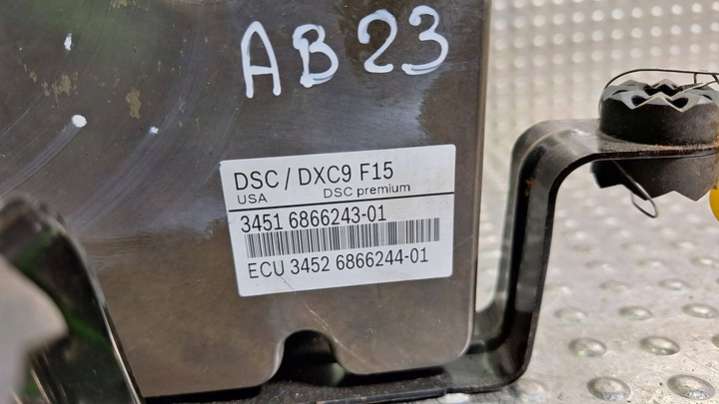 AB23
DSC / DXC9 F15
USA DSC premium
3451 6866243-01
ECU 3452 6866244-01